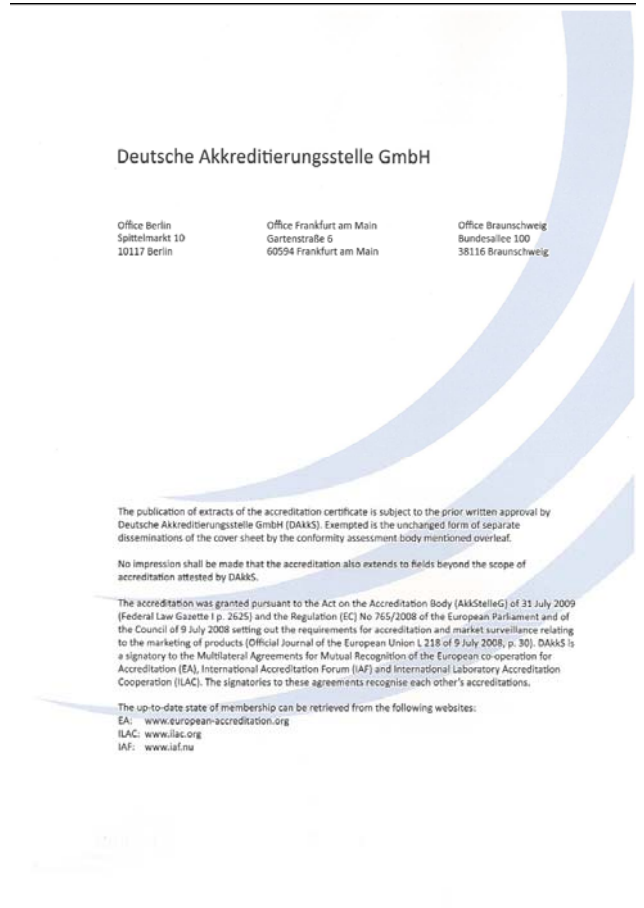 Deutsche Akkreditierungsstelle GmbH
Office Berlin
Spittelmarkt 10
10117 Berlin
Office Frankfurt am Main
Gartenstraße 6
60594 Frankfurt am Main
Office Braunschweig
Bundesallee 100
38116 Braunschweig
The publication of extracts of the accreditation certificate is subject to the prior written approval by
Deutsche Akkreditierungsstelle GmbH (DAkkS). Exempted is the unchanged form of separate
disseminations of the cover sheet by the conformity assessment body mentioned overleaf.
No impression shall be made that the accreditation also extends to fields beyond the scope of
accreditation attested by DAkkS.
The accreditation was granted pursuant to the Act on the Accreditation Body (AkkStelleG) of 31 July 2009
(Federal Law Gazette I p. 2625) and the Regulation (EC) No 765/2008 of the European Parliament and of
the Council of 9 July 2008 setting out the requirements for accreditation and market surveillance relating
to the marketing of products (Official Journal of the European Union L 218 of 9 July 2008, p. 30). DAkkS is
a signatory to the Multilateral Agreements for Mutual Recognition of the European co-operation for
Accreditation (EA), International Accreditation Forum (IAF) and International Laboratory Accreditation
Cooperation (ILAC). The signatories to these agreements recognise each other's accreditations.
The up-to-date state of membership can be retrieved from the following websites:
EA: www.european-accreditation.org
ILAC: www.ilac.org
IAF: www.iaf.nu